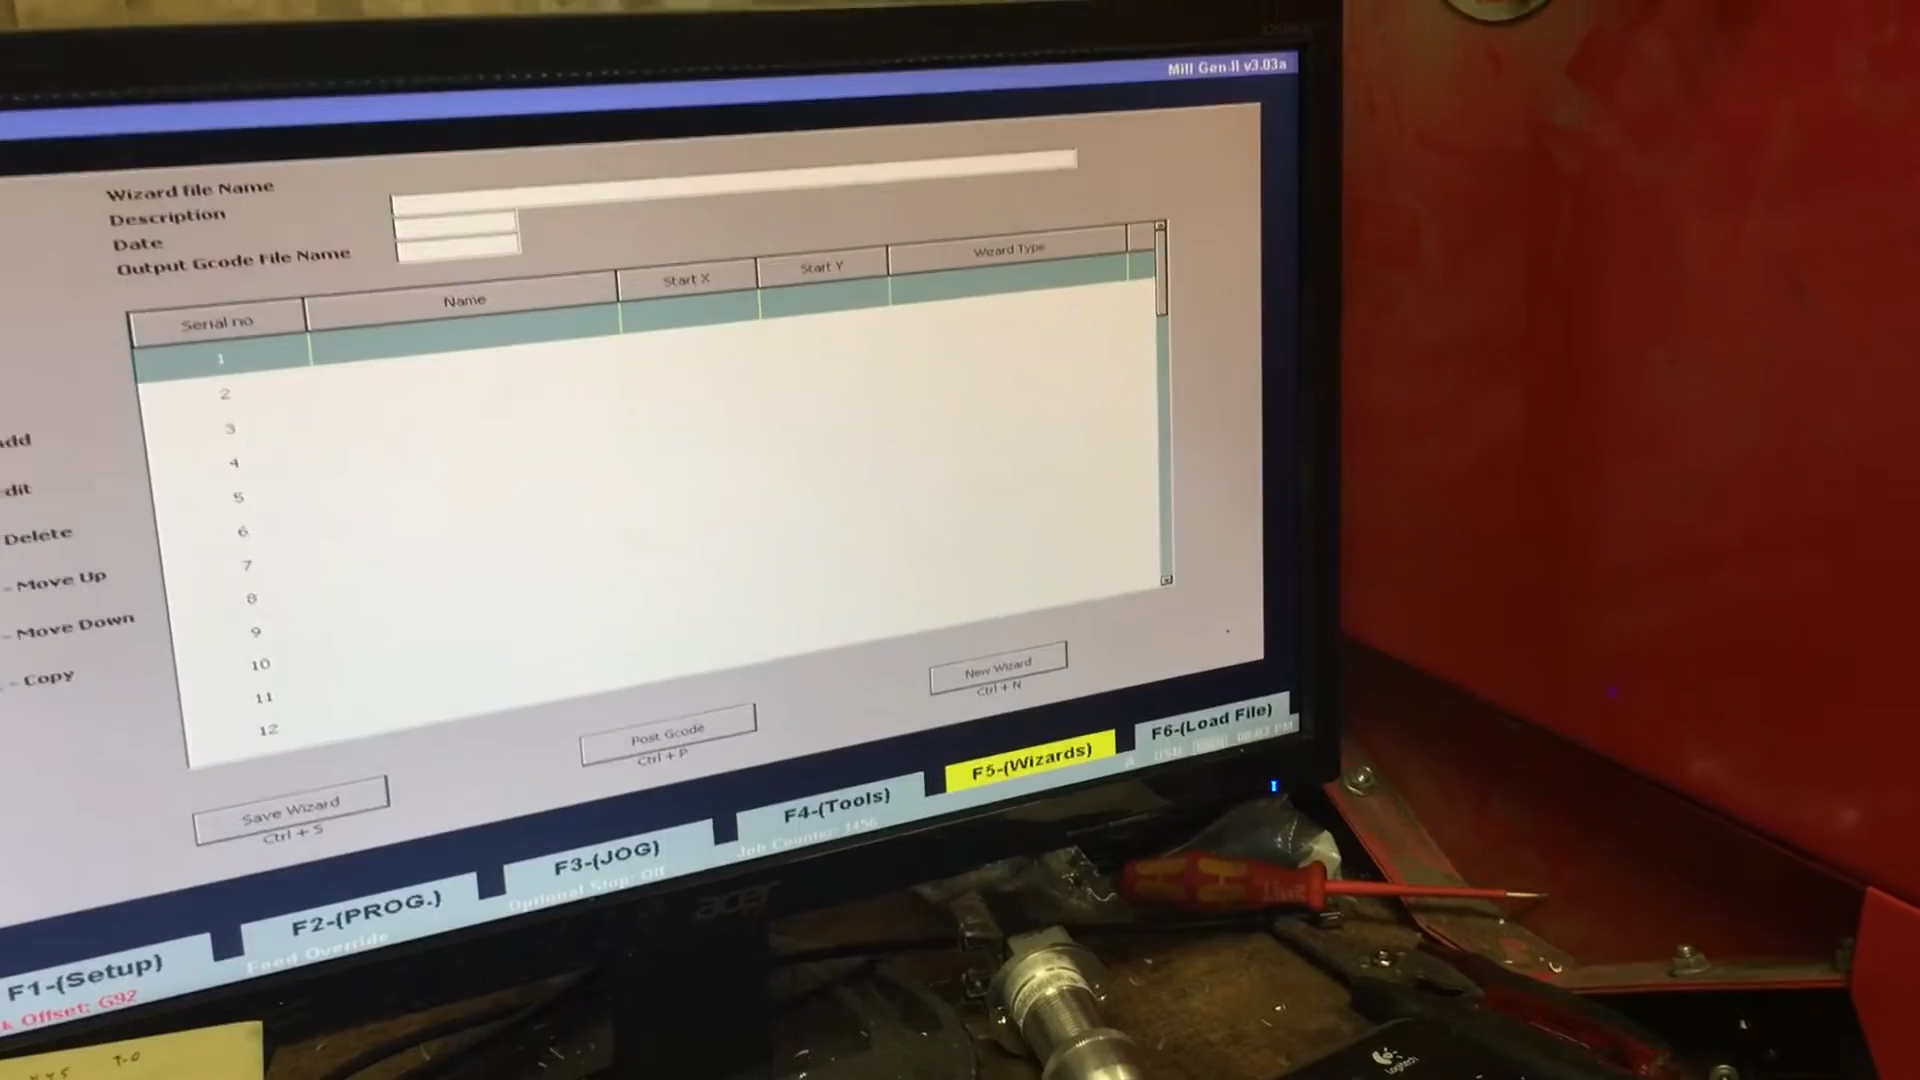 Mill Gen-II v3.03a
Wizard file Name
Description
Date
Output Gcode File Name
Serial no
Name
Start X
Start Y
Wizard Type
1
2
3
4
5
6
7
8
9
10
11
12
Delete
- Move Up
- Move Down
- Copy
Save Wizard
Ctrl + S
Post Gcode
Ctrl + P
New Wizard
Ctrl + N
F1-(Setup)
F2-(PROG.)
F3-(JOG)
F4-(Tools)
F5-(Wizards)
F6-(Load File)
Offset: G92
Feed Override
Optional Stop: Off
Job Counter: 1456
USB
acer
Logitech
T-0